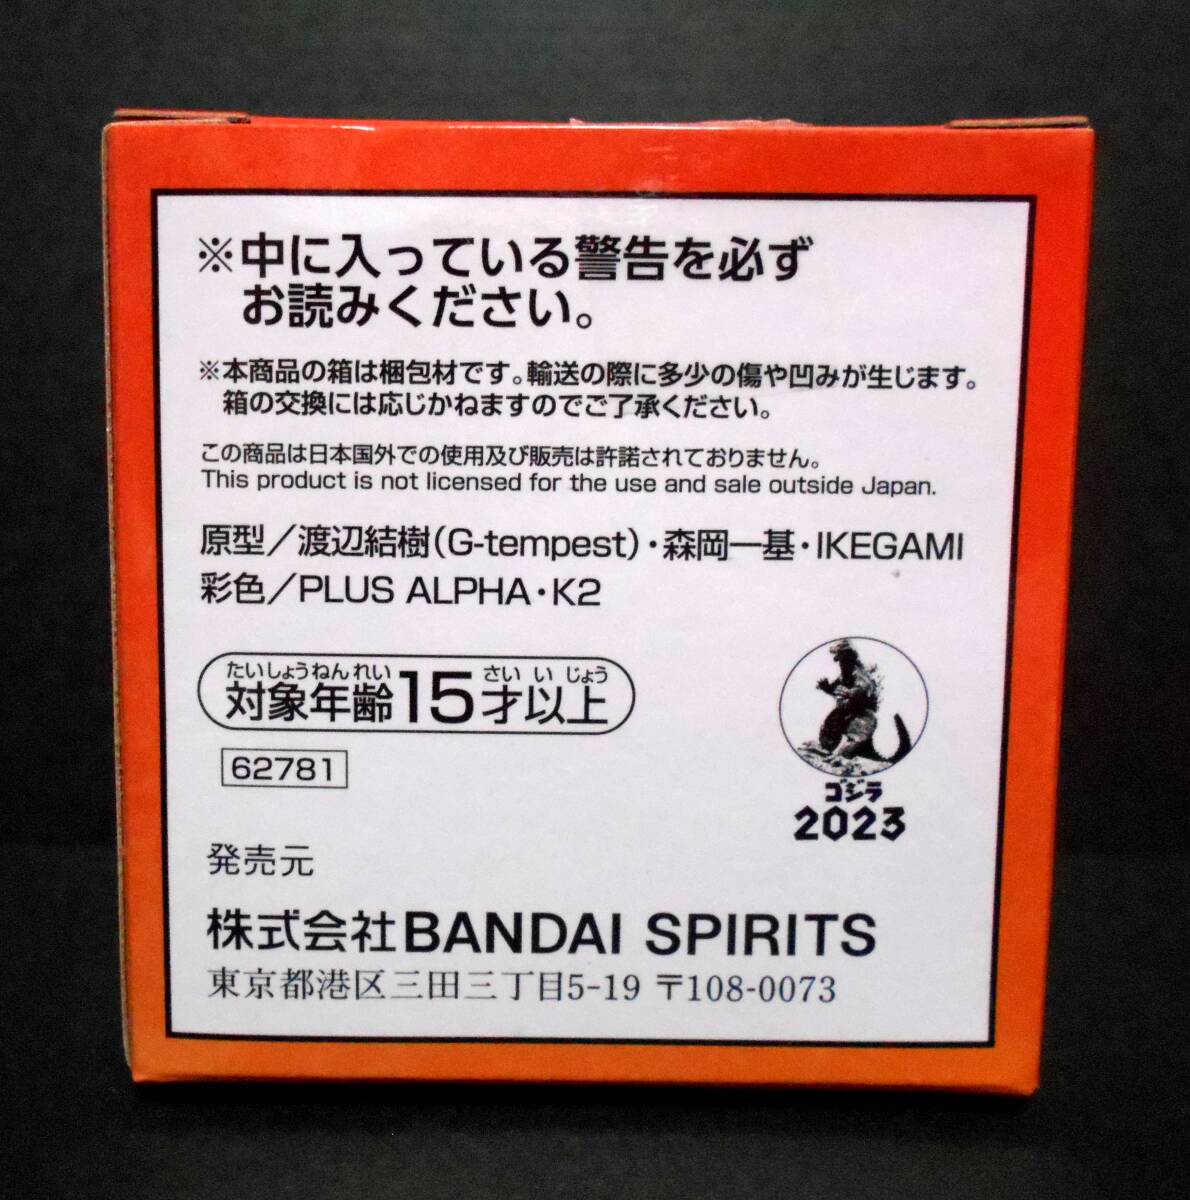 ※中に入っている警告を必ず
お読みください。
※本商品の箱は梱包材です。輸送の際に多少の傷や凹みが生じます。
箱の交換には応じかねますのでご了承ください。
この商品は日本国外での使用及び販売は許諾されておりません。
This product is not licensed for the use and sale outside Japan.
原型／渡辺結樹(G-tempest)・森岡一基・IKEGAMI
彩色／PLUS ALPHA・K2
たいしょうねんれい さい い じょう
対象年齢15才以上
62781
ゴジラ
2023
発売元
株式会社BANDAI SPIRITS
東京都港区三田三丁目5-19 〒108-0073